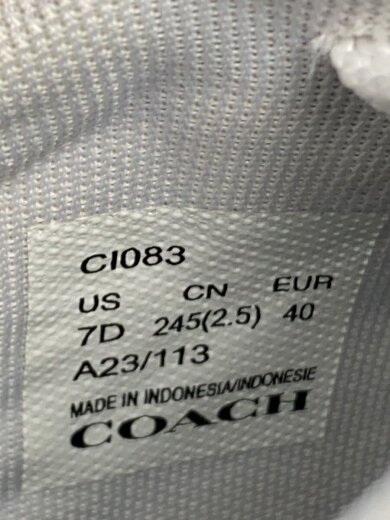 CI083
US CN EUR
7D 245(2.5) 40
A23/113
MADE IN INDONESIA/INDONESIE
COACH